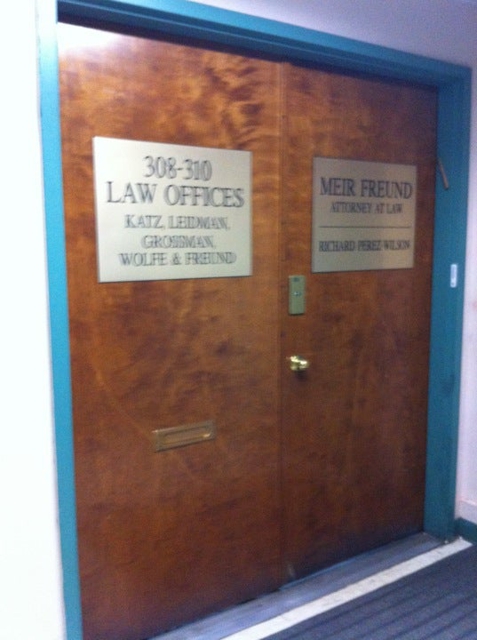 308-310
LAW OFFICES
KATZ, LEIDMAN,
GROSSMAN,
WOLFE & FREUND
MEIR FREUND
ATTORNEY AT LAW
RICHARD PEREZ-WILSON